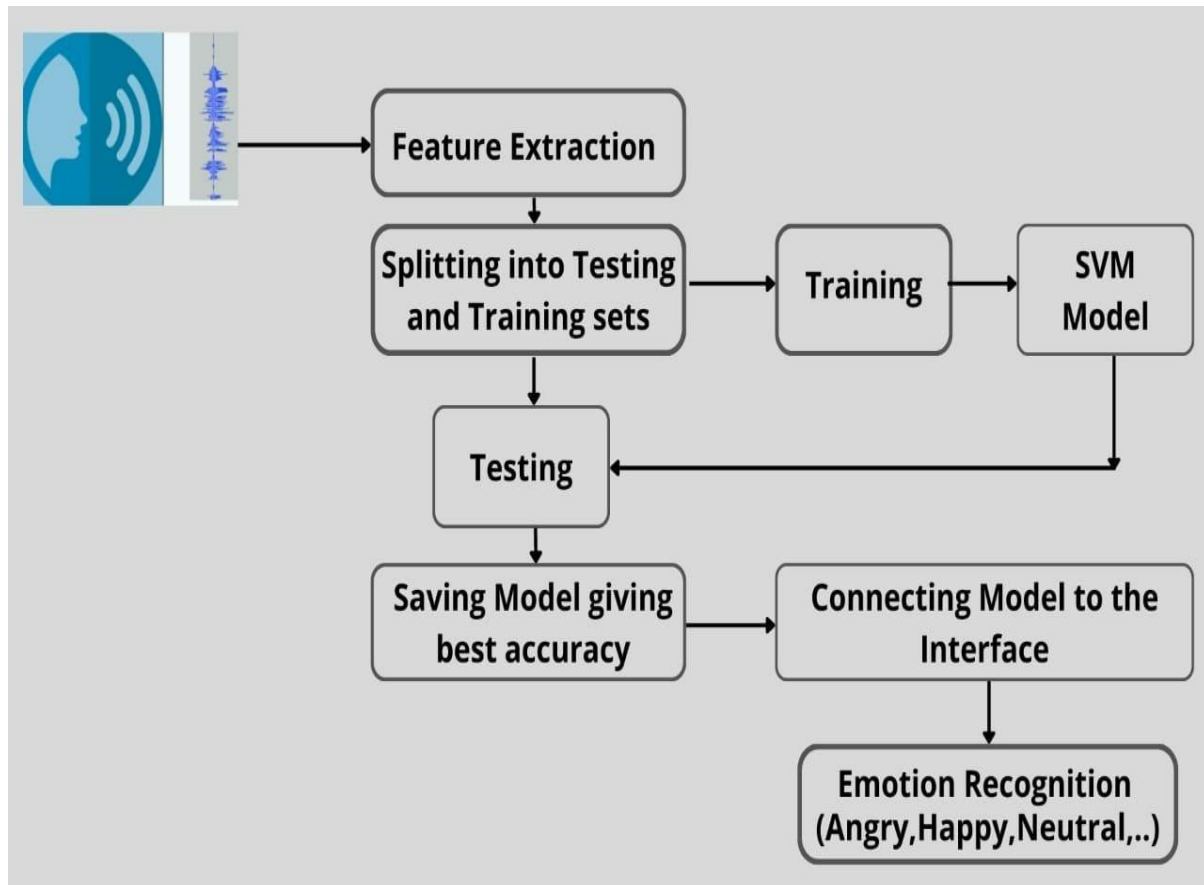 Feature Extraction
Splitting into Testing
and Training sets
Training
SVM
Model
Testing
Saving Model giving
best accuracy
Connecting Model to the
Interface
Emotion Recognition
(Angry,Happy,Neutral,..)